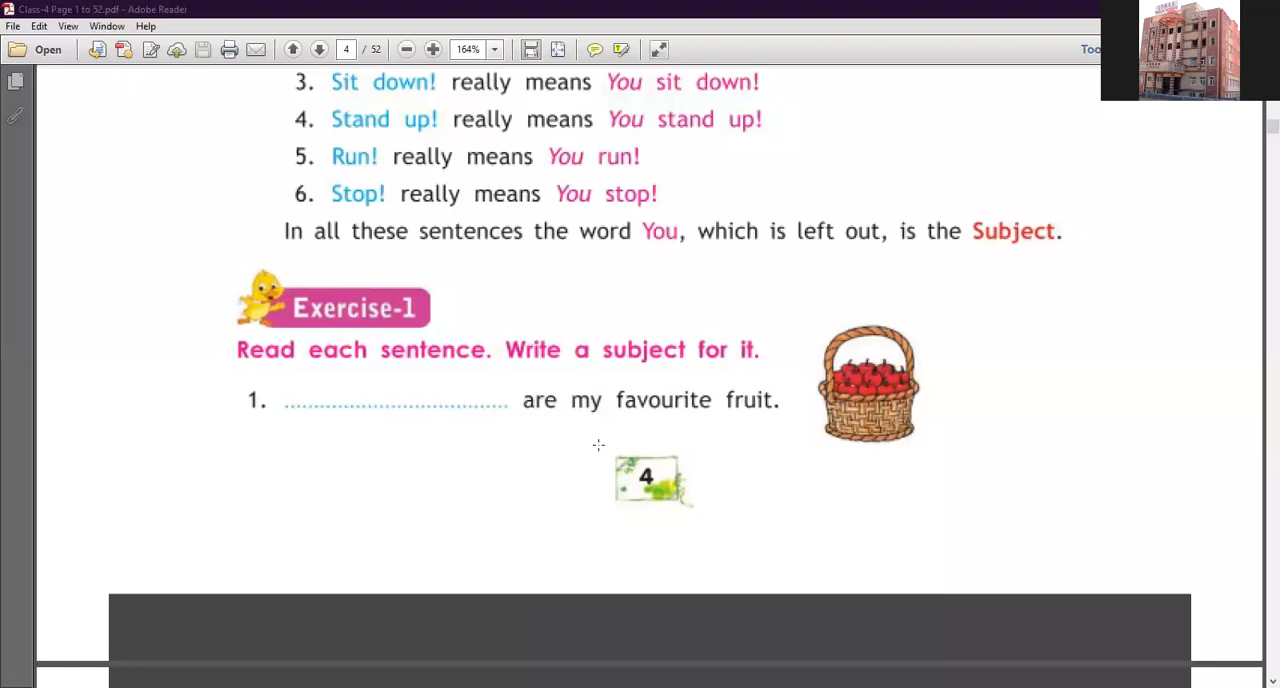 Class-4 Page 1 to 52.pdf - Adobe Reader
File Edit View Window Help
Open 4 / 52 164% Too
3. Sit down! really means You sit down!
4. Stand up! really means You stand up!
5. Run! really means You run!
6. Stop! really means You stop!
In all these sentences the word You, which is left out, is the Subject.
Exercise-1
Read each sentence. Write a subject for it.
1. ...................................... are my favourite fruit.
4